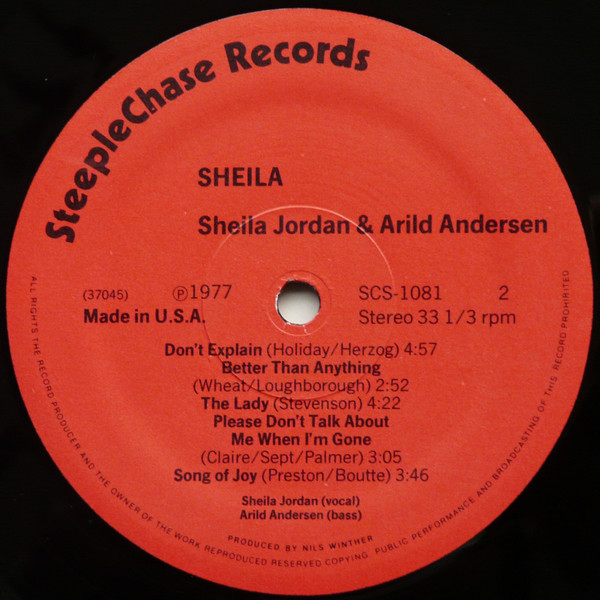 SteepleChase Records
SHEILA
Sheila Jordan & Arild Andersen
(37045) ℗1977 SCS-1081 2
Made in U.S.A. Stereo 33 1/3 rpm
Don't Explain (Holiday/Herzog) 4:57
Better Than Anything
(Wheat/Loughborough) 2:52
The Lady (Stevenson) 4:22
Please Don't Talk About
Me When I'm Gone
(Claire/Sept/Palmer) 3:05
Song of Joy (Preston/Boutte) 3:46
Sheila Jordan (vocal)
Arild Andersen (bass)
PRODUCED BY NILS WINTHER
ALL RIGHTS THE RECORD PRODUCER AND THE OWNER OF THE WORK REPRODUCED RESERVED COPYING PUBLIC PERFORMANCE AND BROADCASTING OF THIS RECORD PROHIBITED